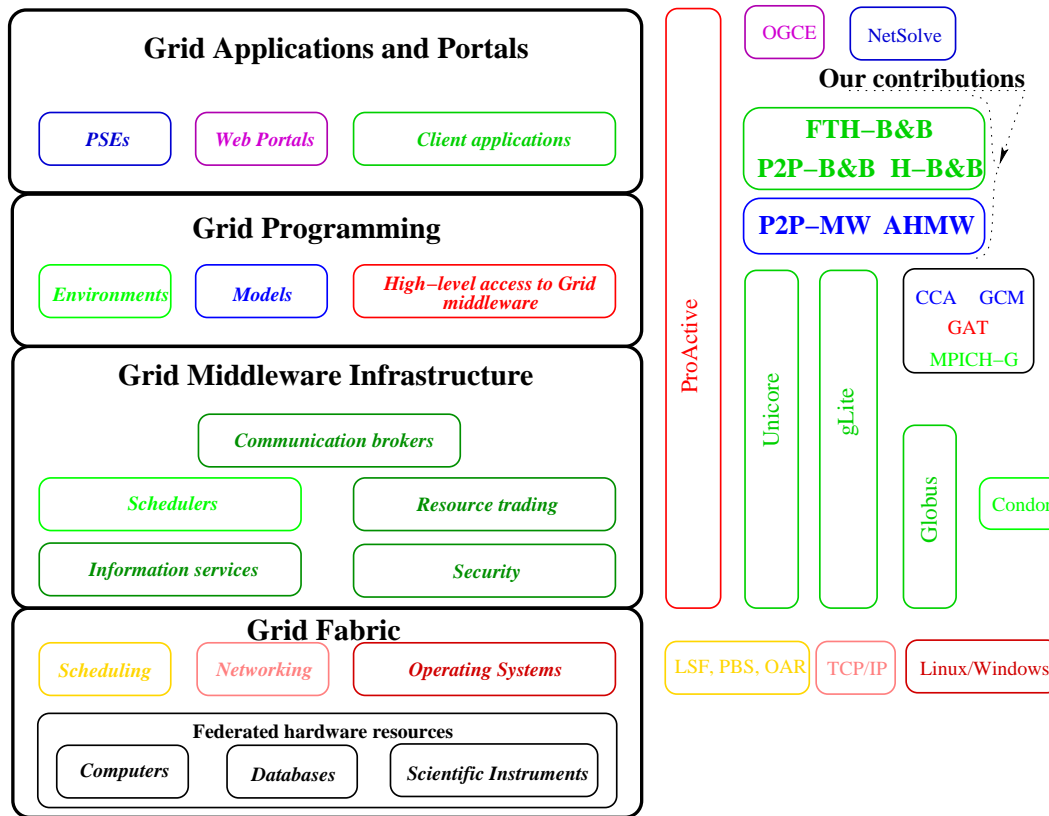 Grid Applications and Portals
PSEs
Web Portals
Client applications
Grid Programming
Environments
Models
High−level access to Grid
middleware
Grid Middleware Infrastructure
Communication brokers
Schedulers
Resource trading
Information services
Security
Grid Fabric
Scheduling
Networking
Operating Systems
Federated hardware resources
Computers
Databases
Scientific Instruments
ProActive
OGCE
NetSolve
Our contributions
FTH−B&B
P2P−B&B H−B&B
P2P−MW AHMW
Unicore
gLite
CCA GCM
GAT
MPICH−G
Globus
Condor
LSF, PBS, OAR
TCP/IP
Linux/Windows